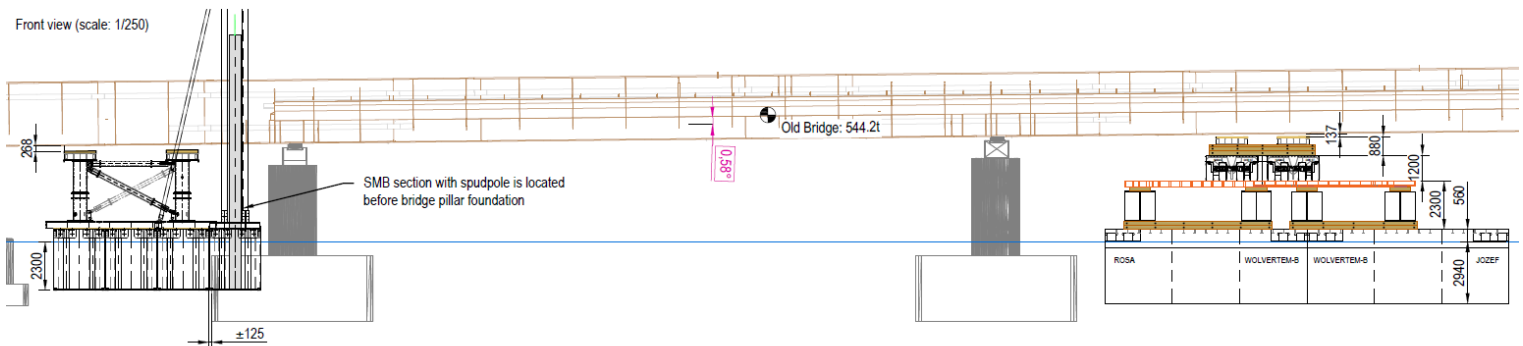 Front view (scale: 1/250)
268
2300
±125
SMB section with spudpole is located
before bridge pillar foundation
0,58°
Old Bridge: 544.2t
137
880
1200
2300
560
2940
ROSA
WOLVERTEM-B
WOLVERTEM-B
JOZEF